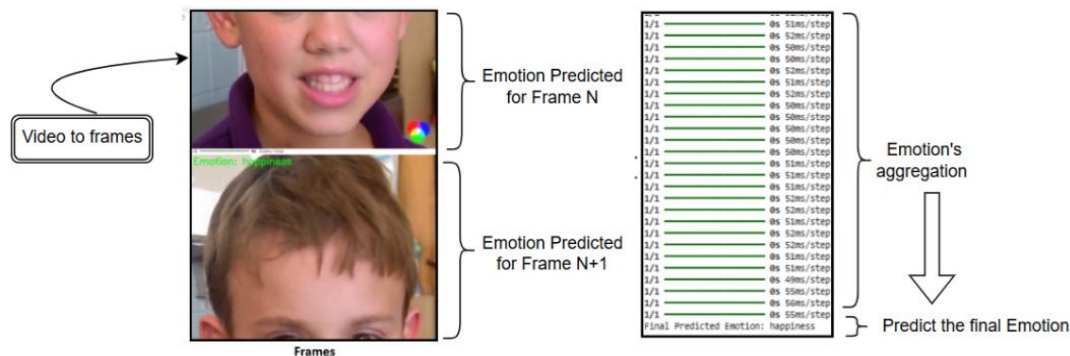 Video to frames
Emotion: happiness
Emotion Predicted
for Frame N
Emotion Predicted
for Frame N+1
Frames
1/1 0s 51ms/step
1/1 0s 52ms/step
1/1 0s 50ms/step
1/1 0s 50ms/step
1/1 0s 52ms/step
1/1 0s 51ms/step
1/1 0s 52ms/step
1/1 0s 50ms/step
1/1 0s 50ms/step
1/1 0s 50ms/step
1/1 0s 50ms/step
1/1 0s 50ms/step
1/1 0s 51ms/step
1/1 0s 51ms/step
1/1 0s 51ms/step
1/1 0s 52ms/step
1/1 0s 52ms/step
1/1 0s 51ms/step
1/1 0s 52ms/step
1/1 0s 52ms/step
1/1 0s 51ms/step
1/1 0s 51ms/step
1/1 0s 49ms/step
1/1 0s 55ms/step
1/1 0s 56ms/step
1/1 0s 55ms/step
Final Predicted Emotion: happiness
Emotion's
aggregation
Predict the final Emotion